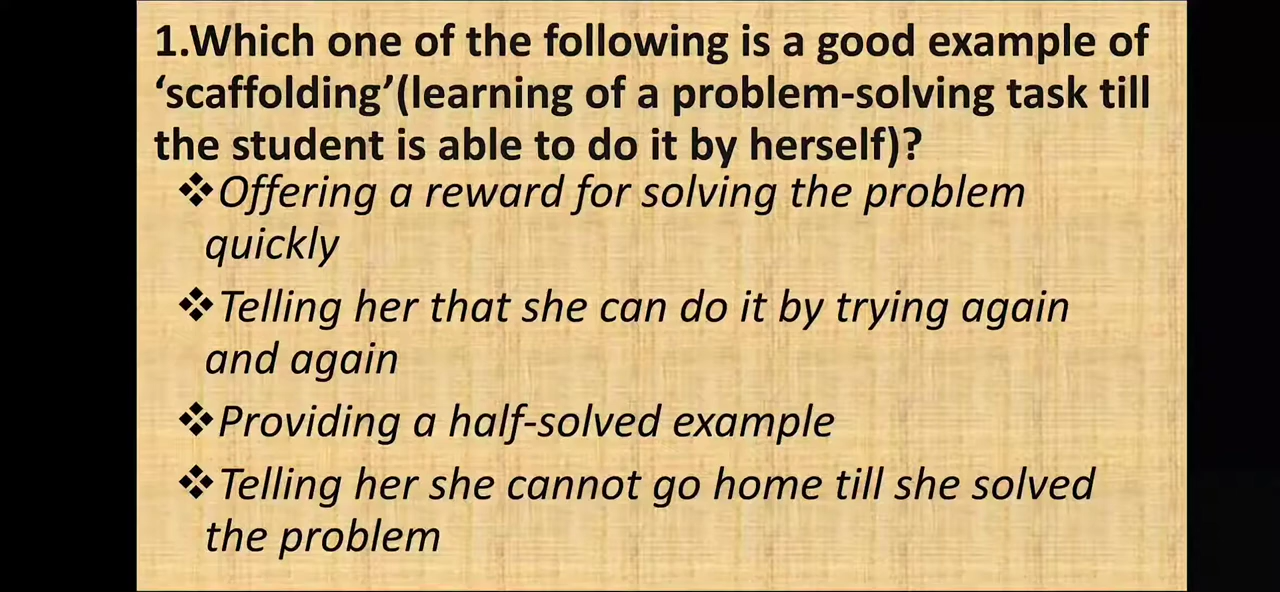 1.Which one of the following is a good example of
‘scaffolding’(learning of a problem-solving task till
the student is able to do it by herself)?
❖Offering a reward for solving the problem
quickly
❖Telling her that she can do it by trying again
and again
❖Providing a half-solved example
❖Telling her she cannot go home till she solved
the problem